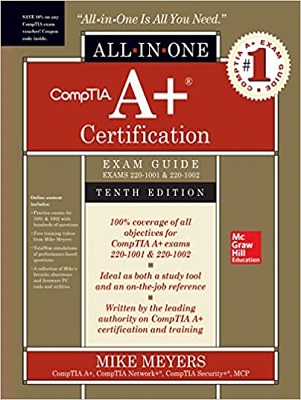 SAVE 10% on any CompTIA
exam voucher! Coupon
code inside.
"All-in-One Is All You Need."
ALL-IN-ONE
COMPTIA A+ EXAM GUIDE
#1
CompTIA
A+®
Certification
EXAM GUIDE
EXAMS 220-1001 & 220-1002
TENTH EDITION
Online content
includes:
• Practice exams for
1001 & 1002 with
hundreds of questions
• Free training videos
from Mike Meyers
• TotalSim simulations
of performance-based
questions
• A collection of Mike's
favorite shareware and
freeware PC
tools and utilities
100% coverage of all
objectives for
CompTIA A+ exams
220-1001 & 220-1002
Ideal as both a study tool
and an on-the-job reference
Written by the leading
authority on CompTIA A+
certification and training
Mc
Graw
Hill
Education
MIKE MEYERS
CompTIA A+, CompTIA Network+®, CompTIA Security+®, MCP